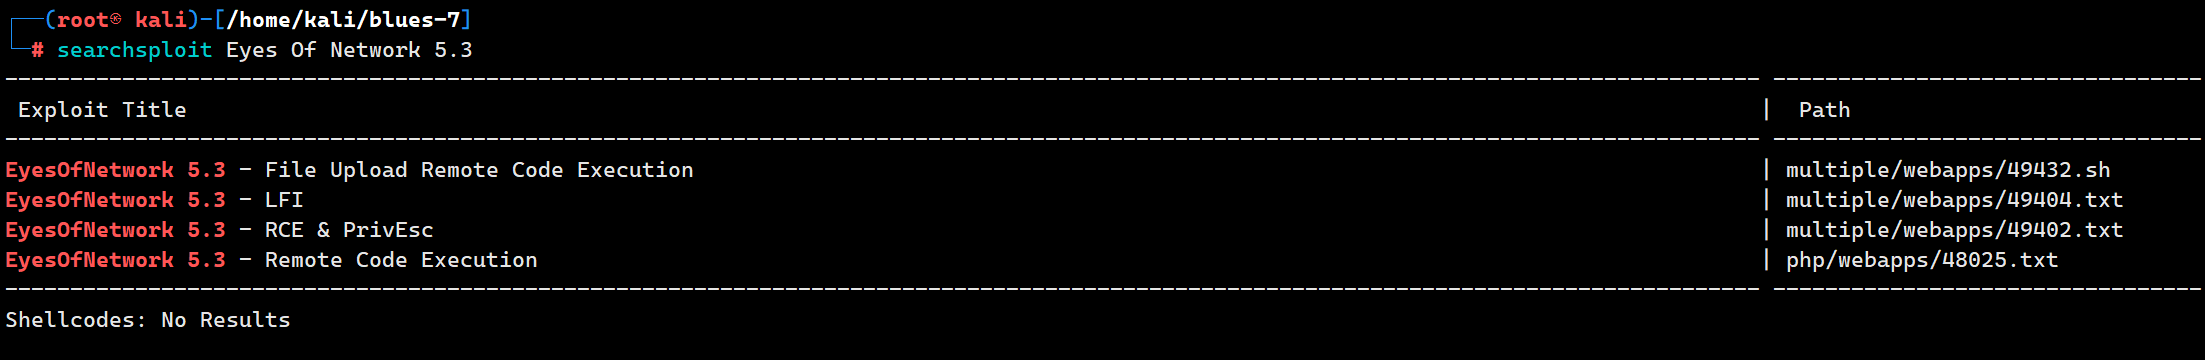 ┌──(root㉿ kali)-[/home/kali/blues-7]
└─# searchsploit Eyes Of Network 5.3
--------------------------------------------------------------------------------------------------------------------------------------- ---------------------------------
 Exploit Title | Path
--------------------------------------------------------------------------------------------------------------------------------------- ---------------------------------
EyesOfNetwork 5.3 - File Upload Remote Code Execution | multiple/webapps/49432.sh
EyesOfNetwork 5.3 - LFI | multiple/webapps/49404.txt
EyesOfNetwork 5.3 - RCE & PrivEsc | multiple/webapps/49402.txt
EyesOfNetwork 5.3 - Remote Code Execution | php/webapps/48025.txt
--------------------------------------------------------------------------------------------------------------------------------------- ---------------------------------
Shellcodes: No Results